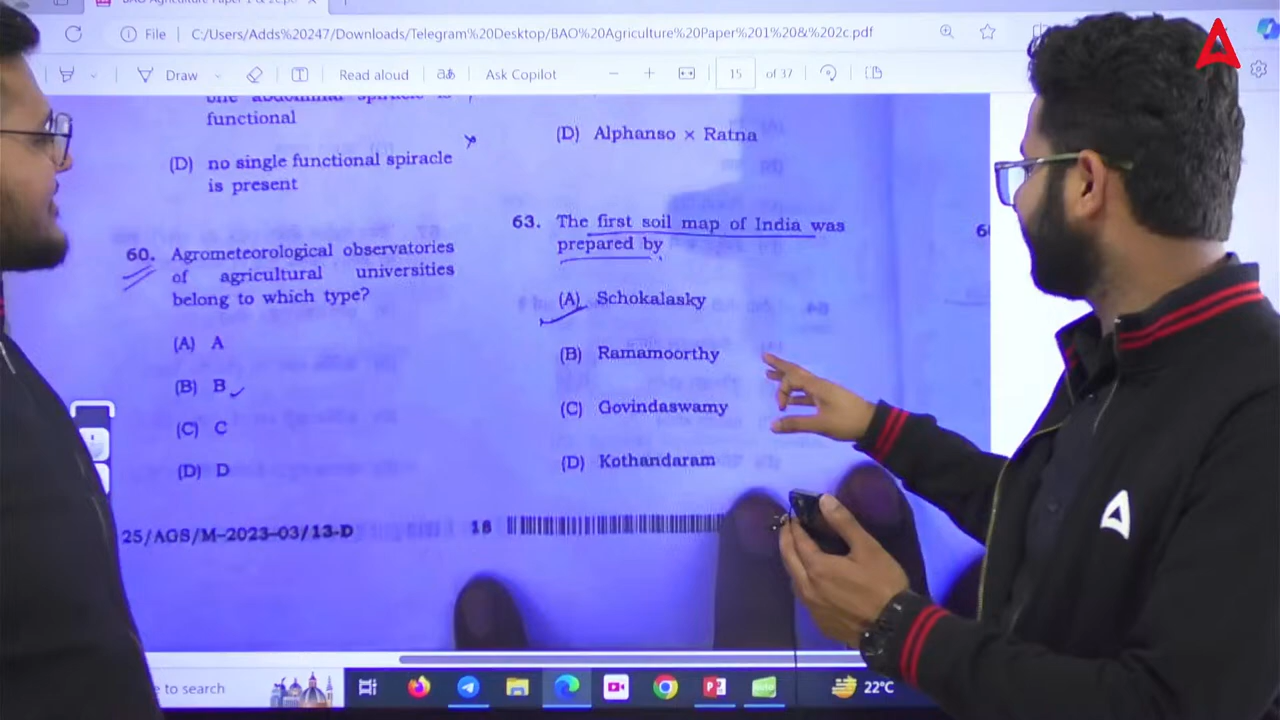 File
C:/Users/Adds%20247/Downloads/Telegram%20Desktop/BAO%20Agriculture%20Paper%201%20&%202c.pdf
Draw
Read aloud
Ask Copilot
15
of 37
functional
(D) no single functional spiracle
is present
60. Agrometeorological observatories
of agricultural universities
belong to which type?
(A) A
(B) B
(C) C
(D) D
25/AGS/M-2023-03/13-D
18
(D) Alphanso × Ratna
63. The first soil map of India was
prepared by
(A) Schokalasky
(B) Ramamoorthy
(C) Govindaswamy
(D) Kothandaram
to search
22°C